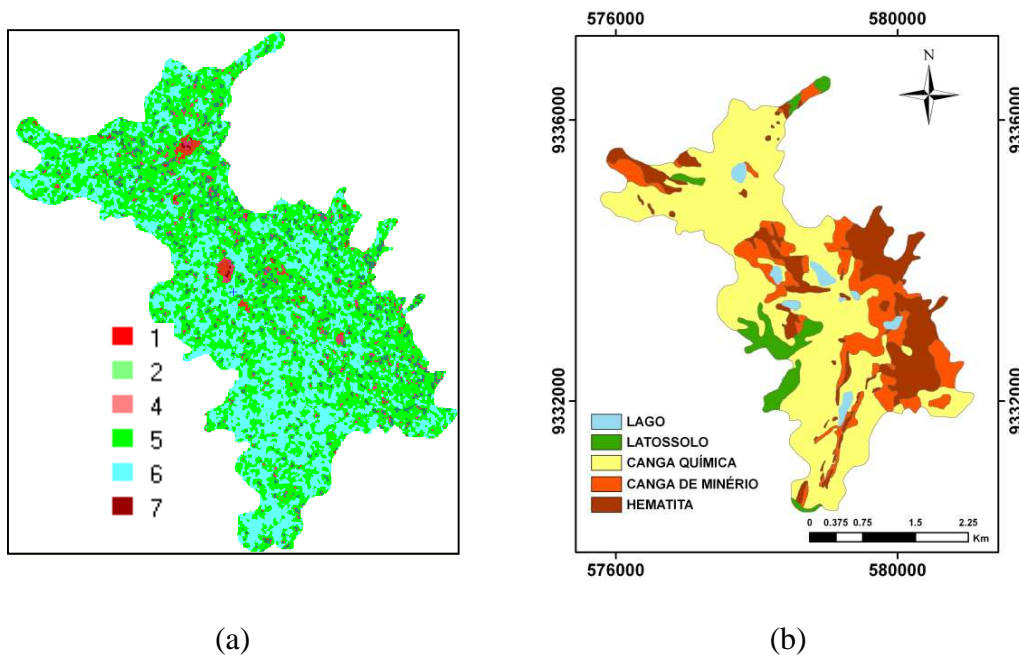 1
2
4
5
6
7
(a)
576000 580000
N
9336000 9336000
9332000 9332000
LAGO
LATOSSOLO
CANGA QUÍMICA
CANGA DE MINÉRIO
HEMATITA
0 0.375 0.75 1.5 2.25
Km
576000 580000
(b)